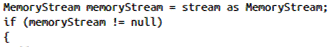 MemoryStream memoryStream = stream as MemoryStream;
if (memoryStream != null)
{